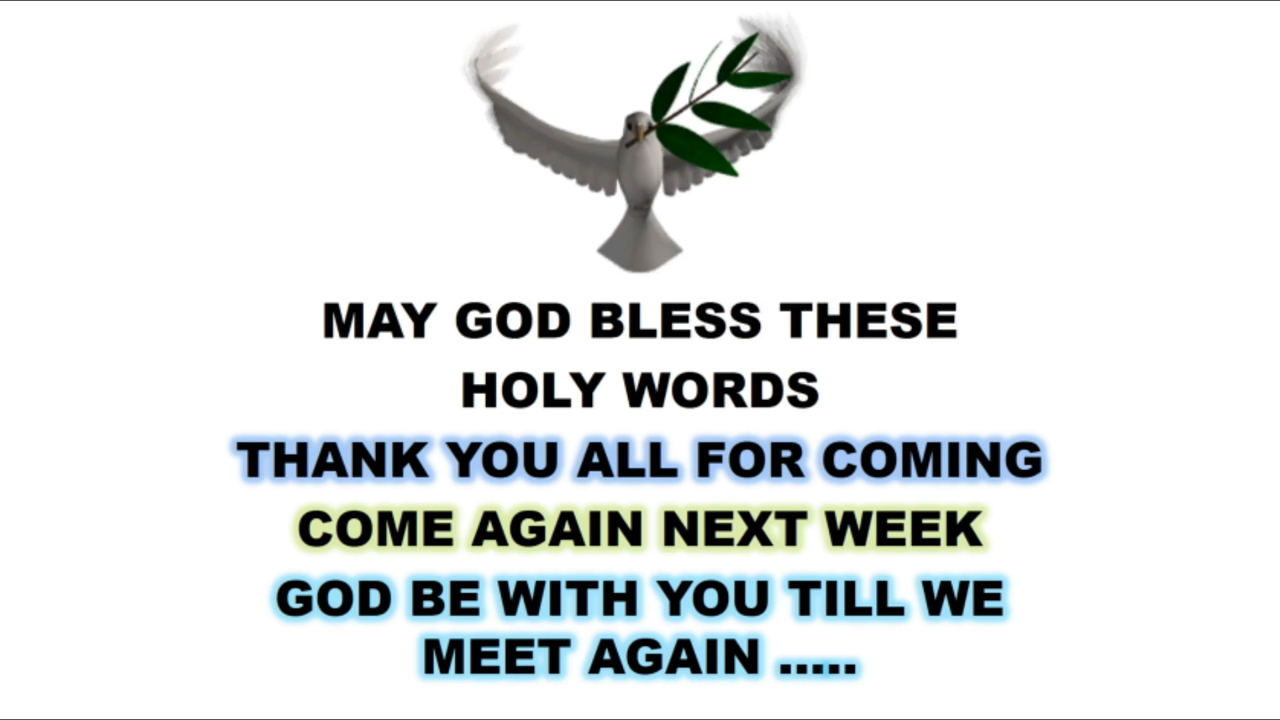 MAY GOD BLESS THESE
HOLY WORDS
THANK YOU ALL FOR COMING
COME AGAIN NEXT WEEK
GOD BE WITH YOU TILL WE
MEET AGAIN .....